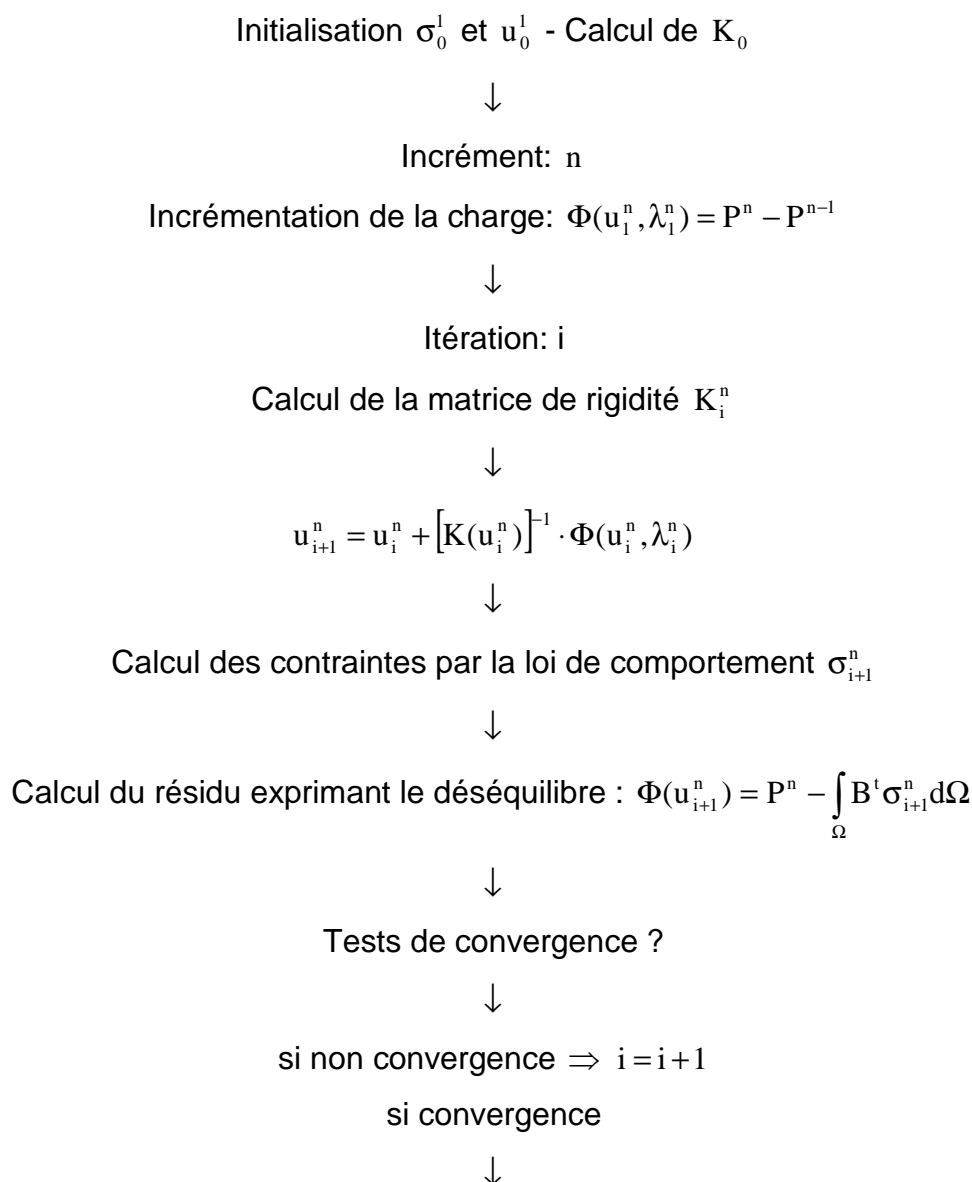 Initialisation σ₀¹ et u₀¹ - Calcul de K₀
↓
Incrément: n
Incrémentation de la charge: Φ(u₁ⁿ,λ₁ⁿ) = Pⁿ − Pⁿ⁻¹
↓
Itération: i
Calcul de la matrice de rigidité Kᵢⁿ
↓
uᵢ₊₁ⁿ = uᵢⁿ + [K(uᵢⁿ)]⁻¹ · Φ(uᵢⁿ,λᵢⁿ)
↓
Calcul des contraintes par la loi de comportement σᵢ₊₁ⁿ
↓
Calcul du résidu exprimant le déséquilibre : Φ(uᵢ₊₁ⁿ) = Pⁿ − ∫Ω Bᵗσᵢ₊₁ⁿdΩ
↓
Tests de convergence ?
↓
si non convergence ⇒ i = i + 1
si convergence
↓